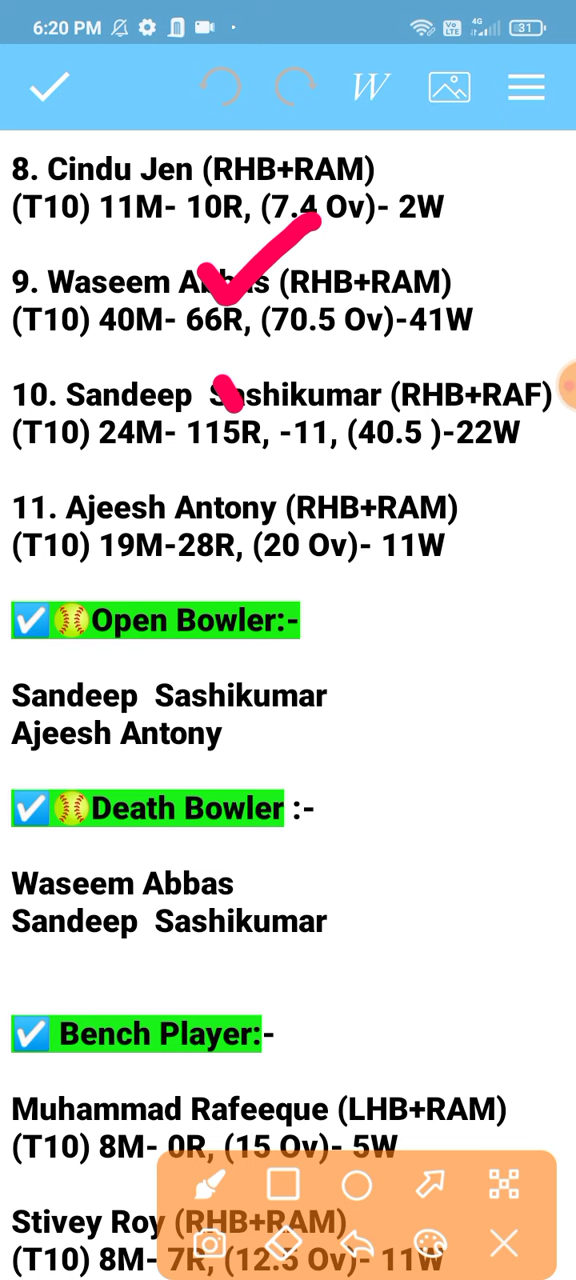 6:20 PM
Vo LTE 4G 31
W
8. Cindu Jen (RHB+RAM)
(T10) 11M- 10R, (7.4 Ov)- 2W
9. Waseem Abbas (RHB+RAM)
(T10) 40M- 66R, (70.5 Ov)-41W
10. Sandeep Sashikumar (RHB+RAF)
(T10) 24M- 115R, -11, (40.5 )-22W
11. Ajeesh Antony (RHB+RAM)
(T10) 19M-28R, (20 Ov)- 11W
✅🥎Open Bowler:-
Sandeep Sashikumar
Ajeesh Antony
✅🥎Death Bowler :-
Waseem Abbas
Sandeep Sashikumar
✅ Bench Player:-
Muhammad Rafeeque (LHB+RAM)
(T10) 8M- 0R, (15 Ov)- 5W
Stivey Roy (RHB+RAM)
(T10) 8M- 7R, (12.5 Ov)- 11W